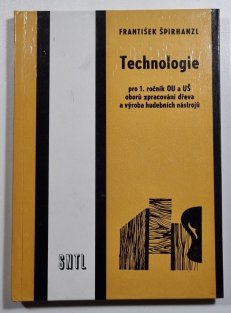 FRANTIŠEK ŠPIRHANZL
Technologie
pro 1. ročník OU a UŠ
oborů zpracování dřeva
a výroba hudebních nástrojů
SNTL